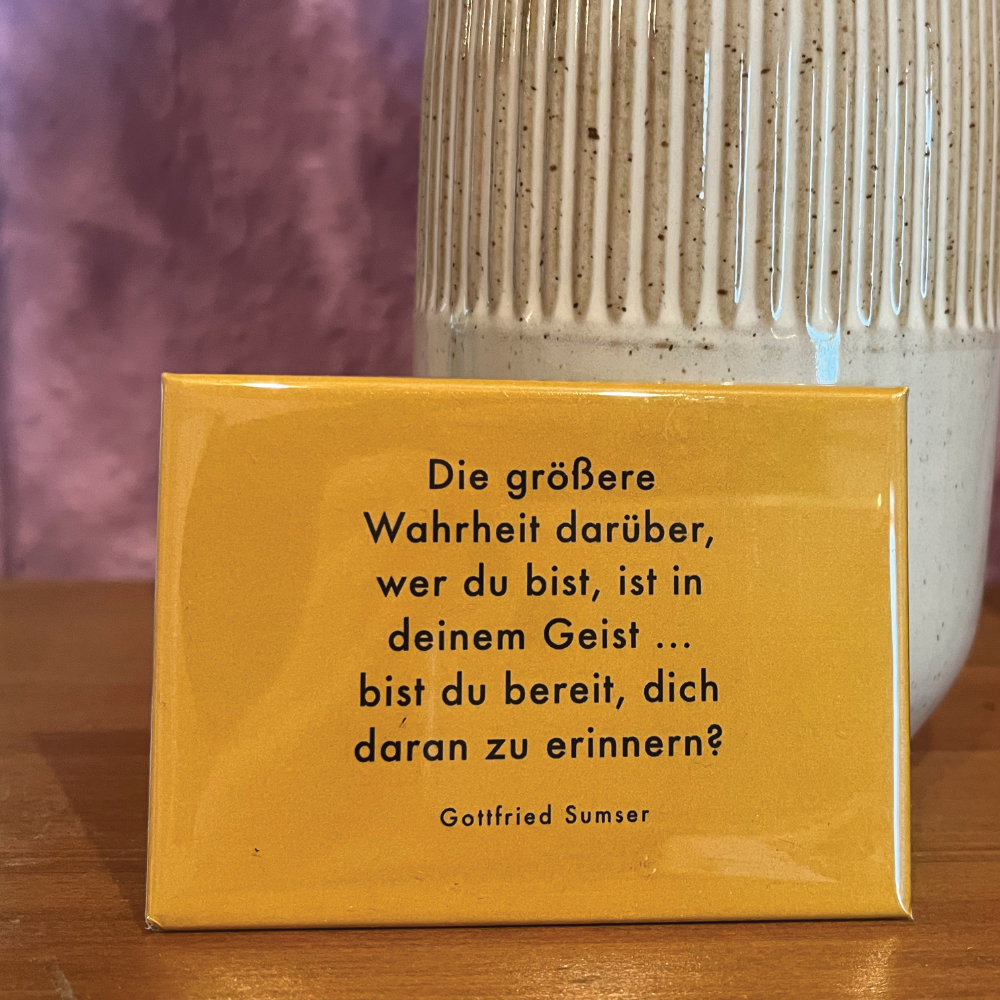 Die größere
Wahrheit darüber,
wer du bist, ist in
deinem Geist ...
bist du bereit, dich
daran zu erinnern?
Gottfried Sumser